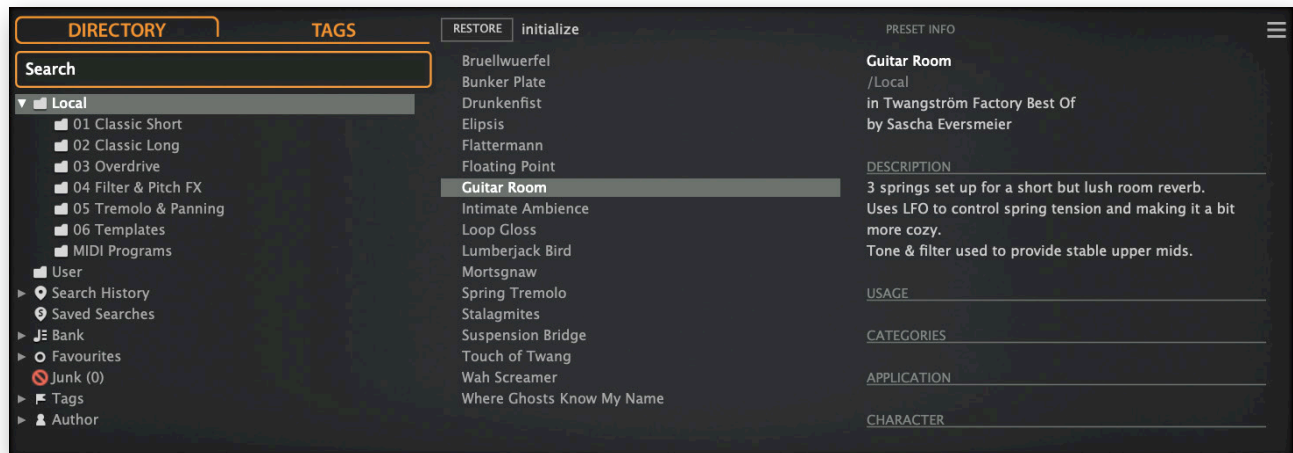 DIRECTORY
TAGS
Search
Local
01 Classic Short
02 Classic Long
03 Overdrive
04 Filter & Pitch FX
05 Tremolo & Panning
06 Templates
MIDI Programs
User
Search History
Saved Searches
Bank
Favourites
Junk (0)
Tags
Author
RESTORE initialize
Bruellwuerfel
Bunker Plate
Drunkenfist
Elipsis
Flattermann
Floating Point
Guitar Room
Intimate Ambience
Loop Gloss
Lumberjack Bird
Mortsgnaw
Spring Tremolo
Stalagmites
Suspension Bridge
Touch of Twang
Wah Screamer
Where Ghosts Know My Name
PRESET INFO
Guitar Room
/Local
in Twangström Factory Best Of
by Sascha Eversmeier
DESCRIPTION
3 springs set up for a short but lush room reverb.
Uses LFO to control spring tension and making it a bit
more cozy.
Tone & filter used to provide stable upper mids.
USAGE
CATEGORIES
APPLICATION
CHARACTER